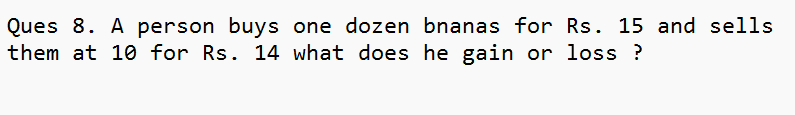 Ques 8. A person buys one dozen bnanas for Rs. 15 and sells
them at 10 for Rs. 14 what does he gain or loss ?